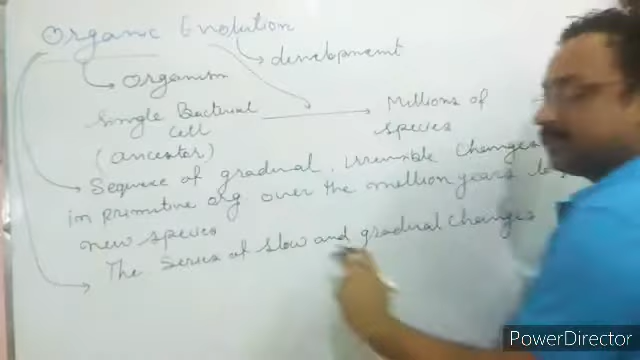 Organic Evolution
development
organism
Single Bacterial
cell
(ancestor)
Millions of
species
Sequence of gradual, irreversible changes
in primitive org over the million years to
new species
The Series of slow and gradual changes
PowerDirector